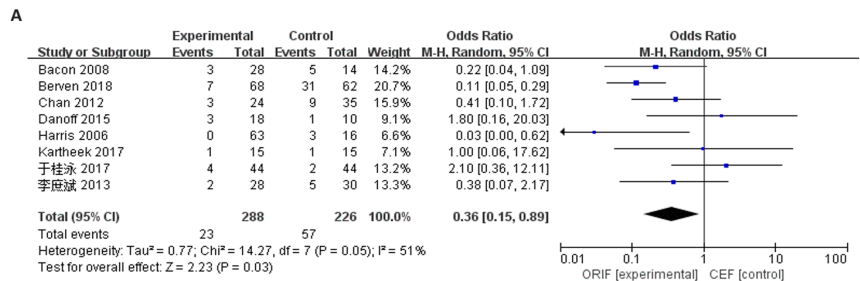 A
Experimental Control Odds Ratio Odds Ratio
Study or Subgroup Events Total Events Total Weight M-H, Random, 95% CI M-H, Random, 95% CI
Bacon 2008 3 28 5 14 14.2% 0.22 [0.04, 1.09]
Berven 2018 7 68 31 62 20.7% 0.11 [0.05, 0.29]
Chan 2012 3 24 9 35 15.9% 0.41 [0.10, 1.72]
Danoff 2015 3 18 1 10 9.1% 1.80 [0.16, 20.03]
Harris 2006 0 63 3 16 6.6% 0.03 [0.00, 0.62]
Kartheek 2017 1 15 1 15 7.1% 1.00 [0.06, 17.62]
于桂泳 2017 4 44 2 44 13.2% 2.10 [0.36, 12.11]
李庶斌 2013 2 28 5 30 13.3% 0.38 [0.07, 2.17]
Total (95% CI) 288 226 100.0% 0.36 [0.15, 0.89]
Total events 23 57
Heterogeneity: Tau² = 0.77; Chi² = 14.27, df = 7 (P = 0.05); I² = 51%
Test for overall effect: Z = 2.23 (P = 0.03)
0.01 0.1 1 10 100
ORIF [experimental] CEF [control]